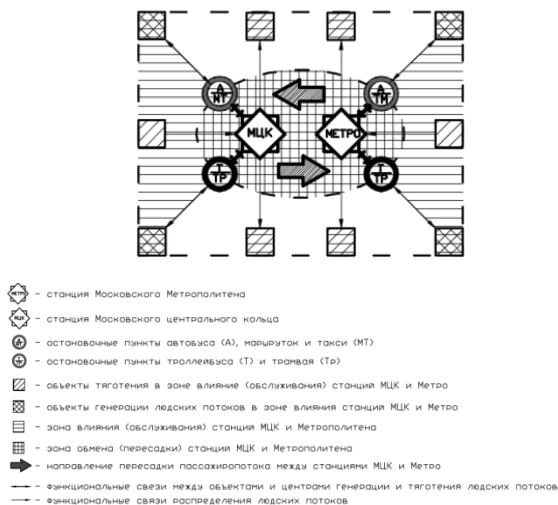 А
МТ
А
ТМ
МЦК
МЕТРО
Т
ТР
Т
ТР
МЕТРО - станция Московского Метрополитена
МЦК - станция Московского центрального кольца
А МТ - остановочные пункты автобуса (А), маршруток и такси (МТ)
- остановочные пункты троллейбуса (Т) и трамвая (Тр)
- объекты тяготения в зоне влияние (обслуживания) станций МЦК и Метро
- объекты генерации людских потоков в зоне влияния станций МЦК и Метро
- зона влияния (обслуживания) станций МЦК и Метрополитена
- зона обмена (пересадки) станций МЦК и Метрополитена
- направление пересадки пассажиропотока между станциями МЦК и Метро
- Функциональные свези между объектами и центрами генерации и тяготения людских потоков
- Функциональные связи распределения людских потоков